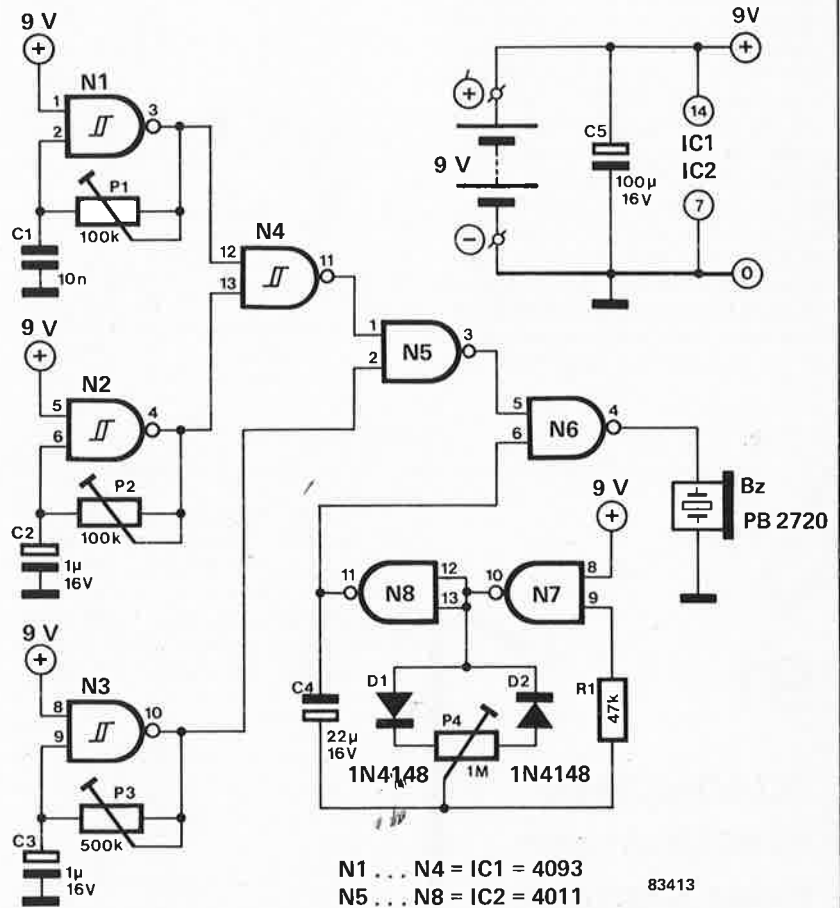 9 V
+
N1
1
2
3
P1
100k
C1
10n
9 V
+
N2
5
6
4
P2
100k
C2
1µ
16V
9 V
+
N3
8
9
10
P3
500k
C3
1µ
16V
N4
12
13
11
1
2
N5
3
5
6
N6
4
Bz
PB 2720
9V
+
+
9 V
−
C5
100µ
16V
14
IC1
IC2
7
0
9 V
+
11
N8
12
13
10
N7
8
9
C4
22µ
16V
D1
D2
P4
1M
1N4148
1N4148
R1
47k
N1 ... N4 = IC1 = 4093
N5 ... N8 = IC2 = 4011
83413